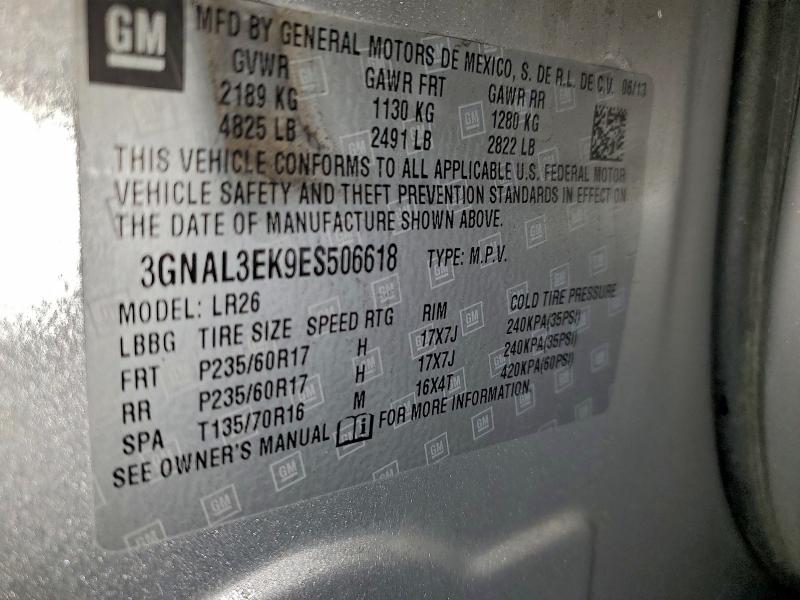 GM
MFD BY GENERAL MOTORS DE MEXICO, S. DE R.L. DE C.V. 06/13
GVWR GAWR FRT GAWR RR
2189 KG 1130 KG 1280 KG
4825 LB 2491 LB 2822 LB
THIS VEHICLE CONFORMS TO ALL APPLICABLE U.S. FEDERAL MOTOR
VEHICLE SAFETY AND THEFT PREVENTION STANDARDS IN EFFECT ON
THE DATE OF MANUFACTURE SHOWN ABOVE.
3GNAL3EK9ES506618 TYPE: M.P.V.
MODEL: LR26
LBBG TIRE SIZE SPEED RTG RIM COLD TIRE PRESSURE
FRT P235/60R17 H 17X7J 240KPA(35PSI)
RR P235/60R17 H 17X7J 240KPA(35PSI)
SPA T135/70R16 M 16X4T 420KPA(60PSI)
SEE OWNER'S MANUAL FOR MORE INFORMATION